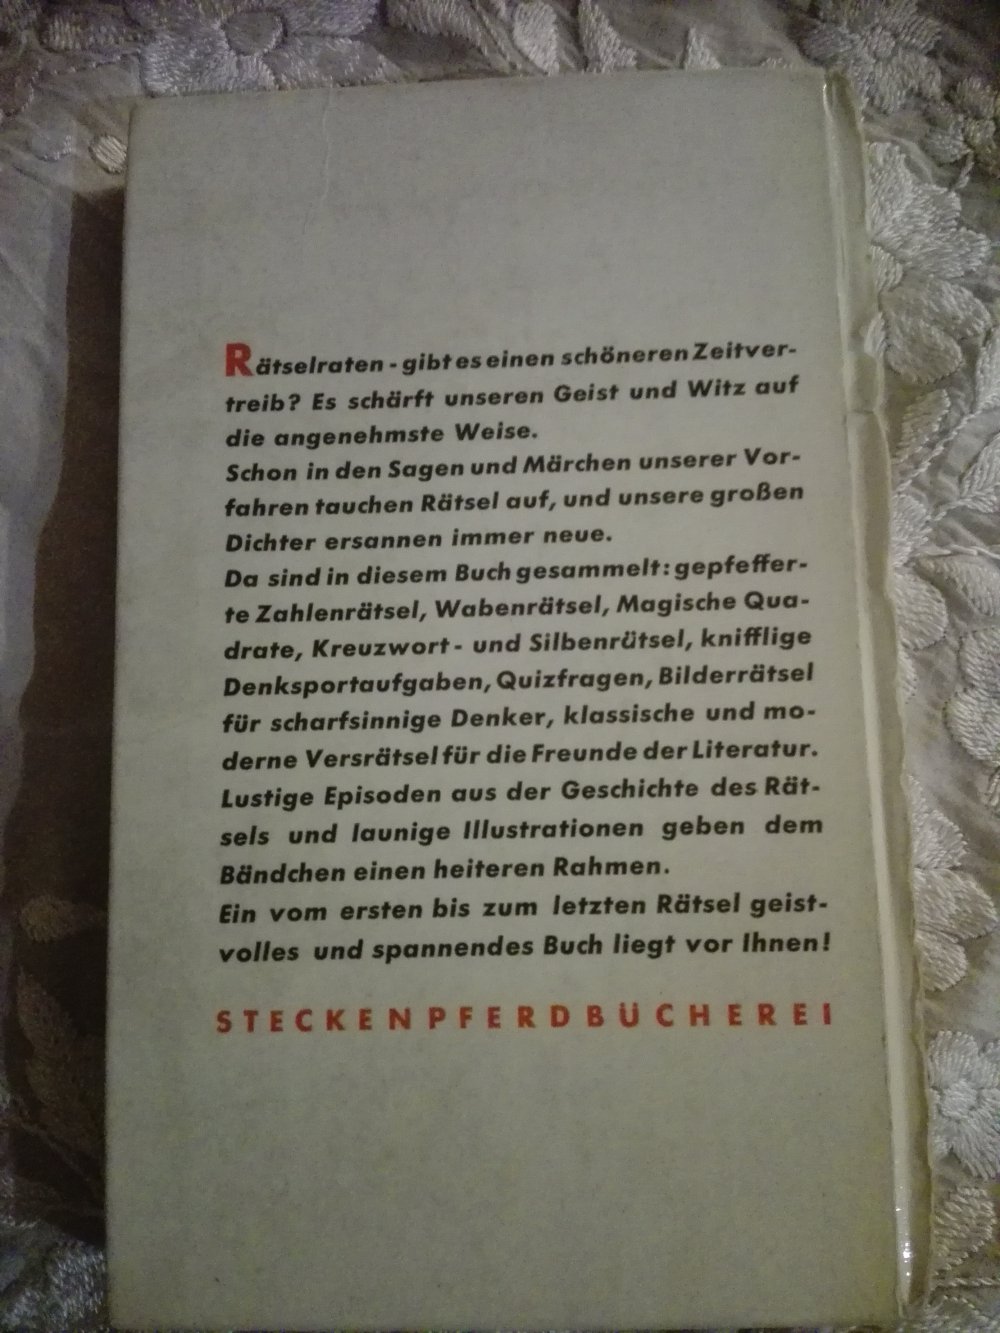 Rätselraten - gibt es einen schöneren Zeitver-
treib? Es schärft unseren Geist und Witz auf
die angenehmste Weise.
Schon in den Sagen und Märchen unserer Vor-
fahren tauchen Rätsel auf, und unsere großen
Dichter ersannen immer neue.
Da sind in diesem Buch gesammelt: gepfeffer-
te Zahlenrätsel, Wabenrätsel, Magische Qua-
drate, Kreuzwort- und Silbenrätsel, knifflige
Denksportaufgaben, Quizfragen, Bilderrätsel
für scharfsinnige Denker, klassische und mo-
derne Versrätsel für die Freunde der Literatur.
Lustige Episoden aus der Geschichte des Rät-
sels und launige Illustrationen geben dem
Bändchen einen heiteren Rahmen.
Ein vom ersten bis zum letzten Rätsel geist-
volles und spannendes Buch liegt vor Ihnen!
STECKENPFERDBÜCHEREI